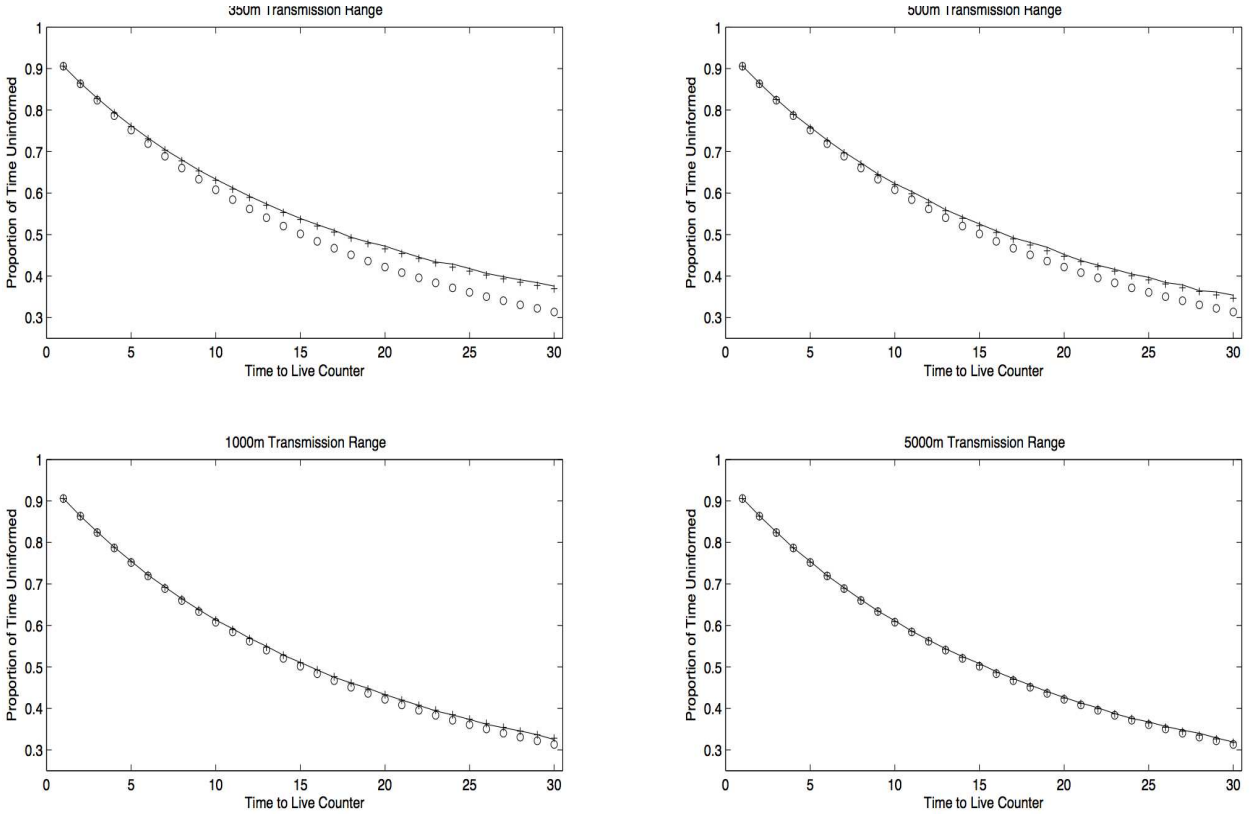 350m Transmission Range
1
0.9
0.8
0.7
0.6
0.5
0.4
0.3
0 5 10 15 20 25 30
Proportion of Time Uninformed
Time to Live Counter
500m Transmission Range
1
0.9
0.8
0.7
0.6
0.5
0.4
0.3
0 5 10 15 20 25 30
Proportion of Time Uninformed
Time to Live Counter
1000m Transmission Range
1
0.9
0.8
0.7
0.6
0.5
0.4
0.3
0 5 10 15 20 25 30
Proportion of Time Uninformed
Time to Live Counter
5000m Transmission Range
1
0.9
0.8
0.7
0.6
0.5
0.4
0.3
0 5 10 15 20 25 30
Proportion of Time Uninformed
Time to Live Counter